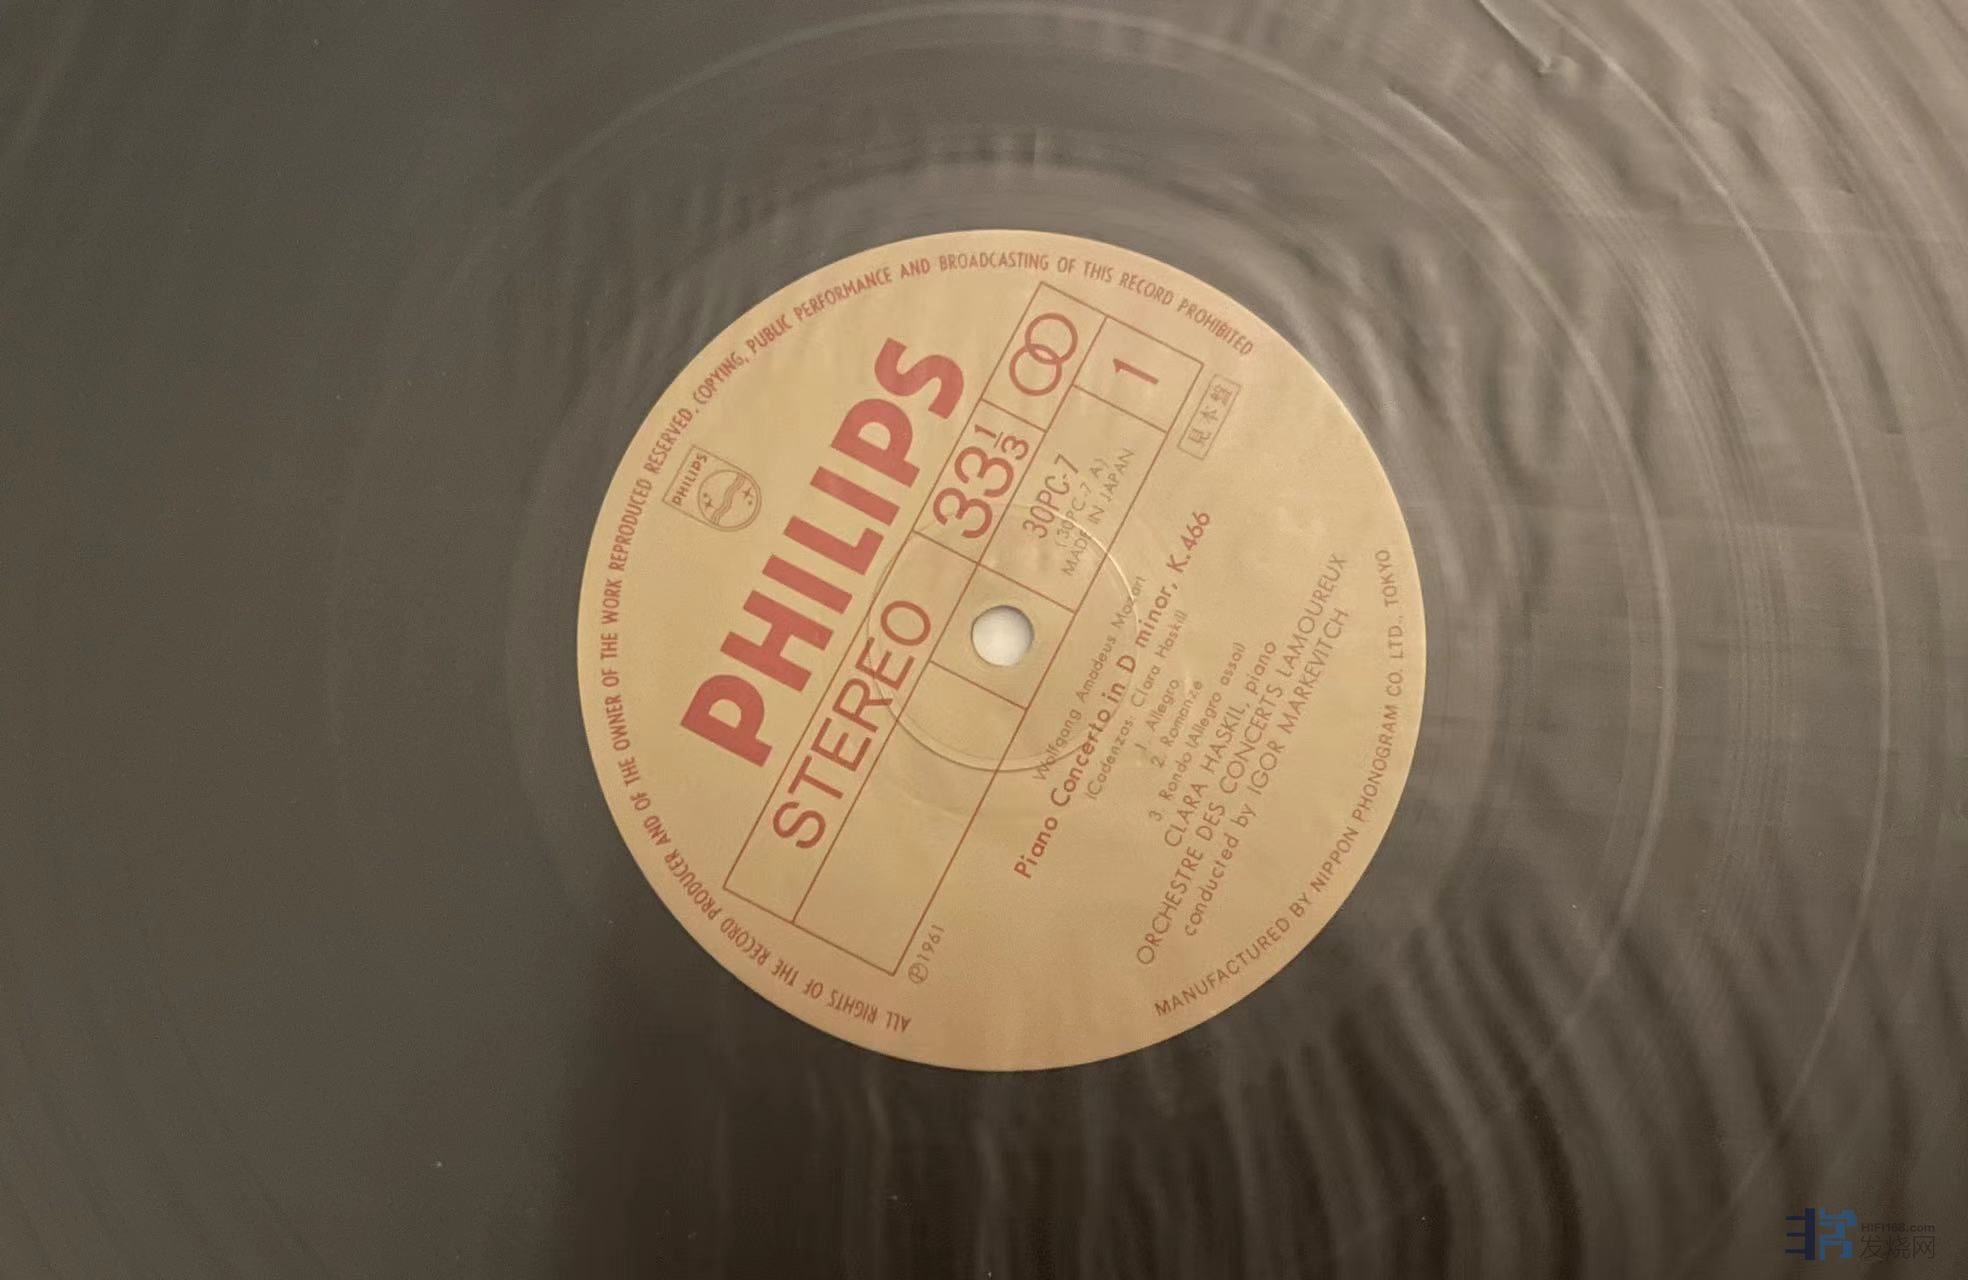 ALL RIGHTS OF THE RECORD PRODUCER AND OF THE OWNER OF THE WORK REPRODUCED RESERVED. COPYING, PUBLIC PERFORMANCE AND BROADCASTING OF THIS RECORD PROHIBITED
PHILIPS
PHILIPS
STEREO
33 1/3
30PC-7
(30PC-7 A)
MADE IN JAPAN
1
見本盤
℗1961
Wolfgang Amadeus Mozart
Piano Concerto in D minor, K.466
(Cadenzas: Clara Haskil)
1. Allegro
2. Romanze
3. Rondo (Allegro assai)
CLARA HASKIL, piano
ORCHESTRE DES CONCERTS LAMOUREUX
conducted by IGOR MARKEVITCH
MANUFACTURED BY NIPPON PHONOGRAM CO. LTD., TOKYO
HIFI168.com
发烧网